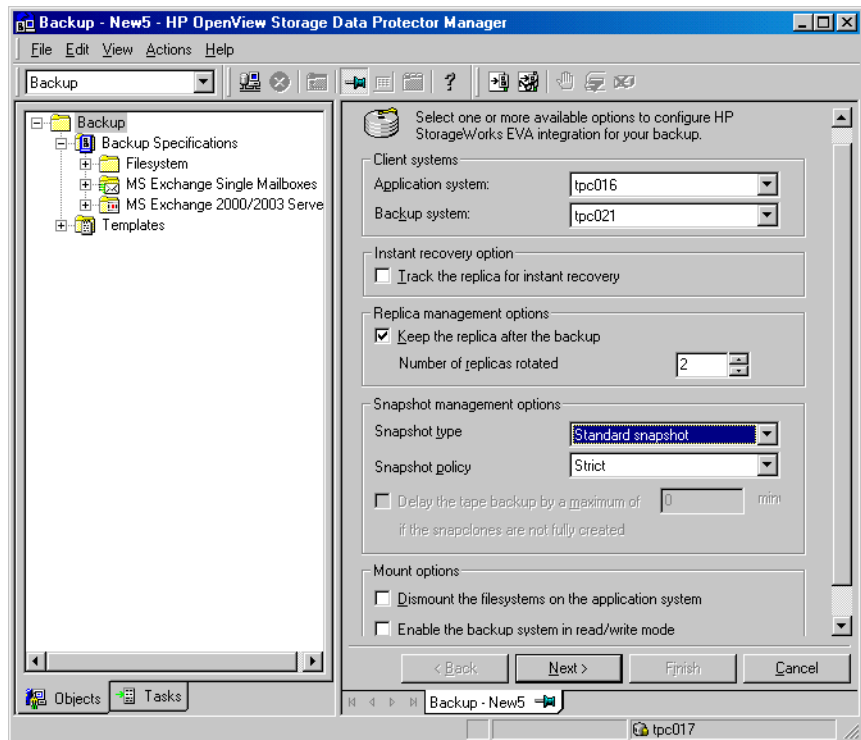 Backup - New5 - HP OpenView Storage Data Protector Manager
File Edit View Actions Help
Backup
Backup
Backup Specifications
Filesystem
MS Exchange Single Mailboxes
MS Exchange 2000/2003 Serve
Templates
Objects Tasks
Select one or more available options to configure HP
StorageWorks EVA integration for your backup.
Client systems
Application system: tpc016
Backup system: tpc021
Instant recovery option
Track the replica for instant recovery
Replica management options
Keep the replica after the backup
Number of replicas rotated 2
Snapshot management options
Snapshot type Standard snapshot
Snapshot policy Strict
Delay the tape backup by a maximum of 0 min
if the snapclones are not fully created
Mount options
Dismount the filesystems on the application system
Enable the backup system in read/write mode
< Back Next > Finish Cancel
Backup - New5
tpc017